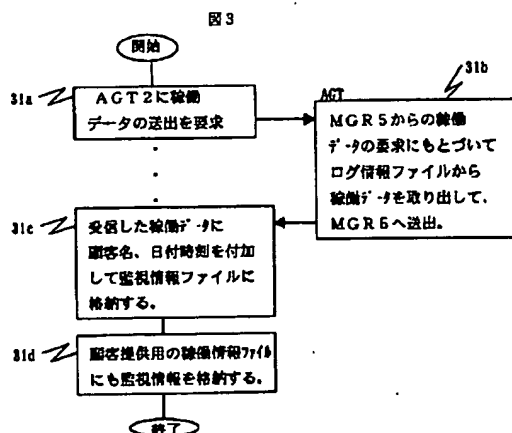 図3
開始
31a
AGT2に稼働
データの送出を要求
31b
AGT
MGR5からの稼働
データの要求にもとづいて
ログ情報ファイルから
稼働データを取り出して、
MGR5へ送出。
31c
受信した稼働データに
顧客名、日付時刻を付加
して監視情報ファイルに
格納する。
31d
顧客提供用の稼働情報ファイル
にも監視情報を格納する。
終了